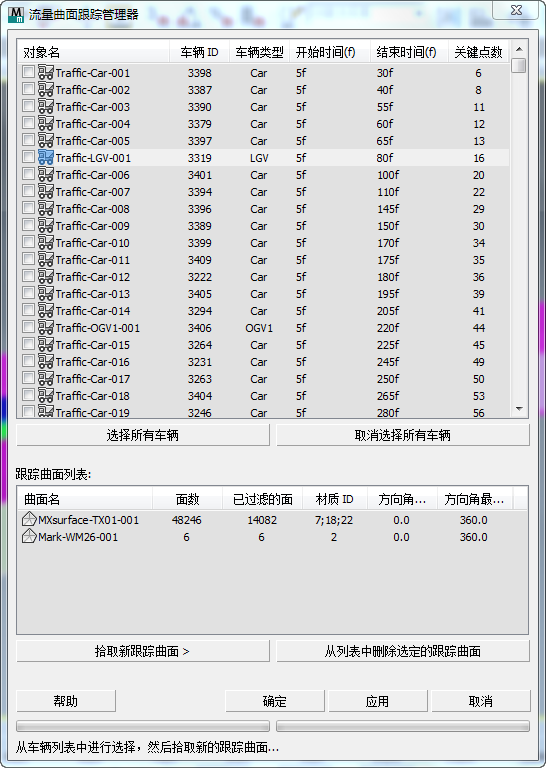 流量曲面跟踪管理器
对象名 车辆 ID 车辆类型 开始时间(f) 结束时间(f) 关键点数
Traffic-Car-001 3398 Car 5f 30f 6
Traffic-Car-002 3387 Car 5f 40f 8
Traffic-Car-003 3390 Car 5f 55f 11
Traffic-Car-004 3379 Car 5f 60f 12
Traffic-Car-005 3397 Car 5f 65f 13
Traffic-LGV-001 3319 LGV 5f 80f 16
Traffic-Car-006 3401 Car 5f 100f 20
Traffic-Car-007 3394 Car 5f 110f 22
Traffic-Car-008 3396 Car 5f 145f 29
Traffic-Car-009 3389 Car 5f 150f 30
Traffic-Car-010 3399 Car 5f 170f 34
Traffic-Car-011 3409 Car 5f 175f 35
Traffic-Car-012 3222 Car 5f 180f 36
Traffic-Car-013 3405 Car 5f 195f 39
Traffic-Car-014 3294 Car 5f 205f 41
Traffic-OGV1-001 3406 OGV1 5f 220f 44
Traffic-Car-015 3264 Car 5f 225f 45
Traffic-Car-016 3231 Car 5f 245f 49
Traffic-Car-017 3263 Car 5f 250f 50
Traffic-Car-018 3404 Car 5f 265f 53
Traffic-Car-019 3246 Car 5f 280f 56
选择所有车辆 取消选择所有车辆
跟踪曲面列表:
曲面名 面数 已过滤的面 材质 ID 方向角... 方向角最...
MXsurface-TX01-001 48246 14082 7;18;22 0.0 360.0
Mark-WM26-001 6 6 2 0.0 360.0
拾取新跟踪曲面 > 从列表中删除选定的跟踪曲面
帮助 确定 应用 取消
从车辆列表中进行选择，然后拾取新的跟踪曲面...